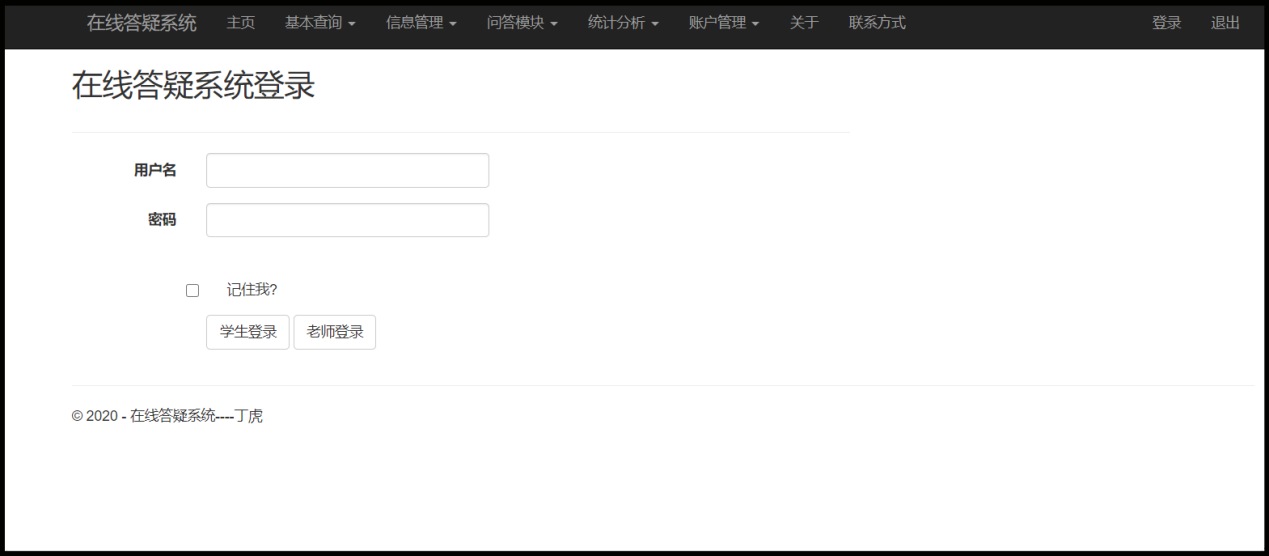 在线答疑系统 主页 基本查询 信息管理 问答模块 统计分析 账户管理 关于 联系方式 登录 退出
在线答疑系统登录
用户名
密码
记住我?
学生登录 老师登录
© 2020 - 在线答疑系统----丁虎